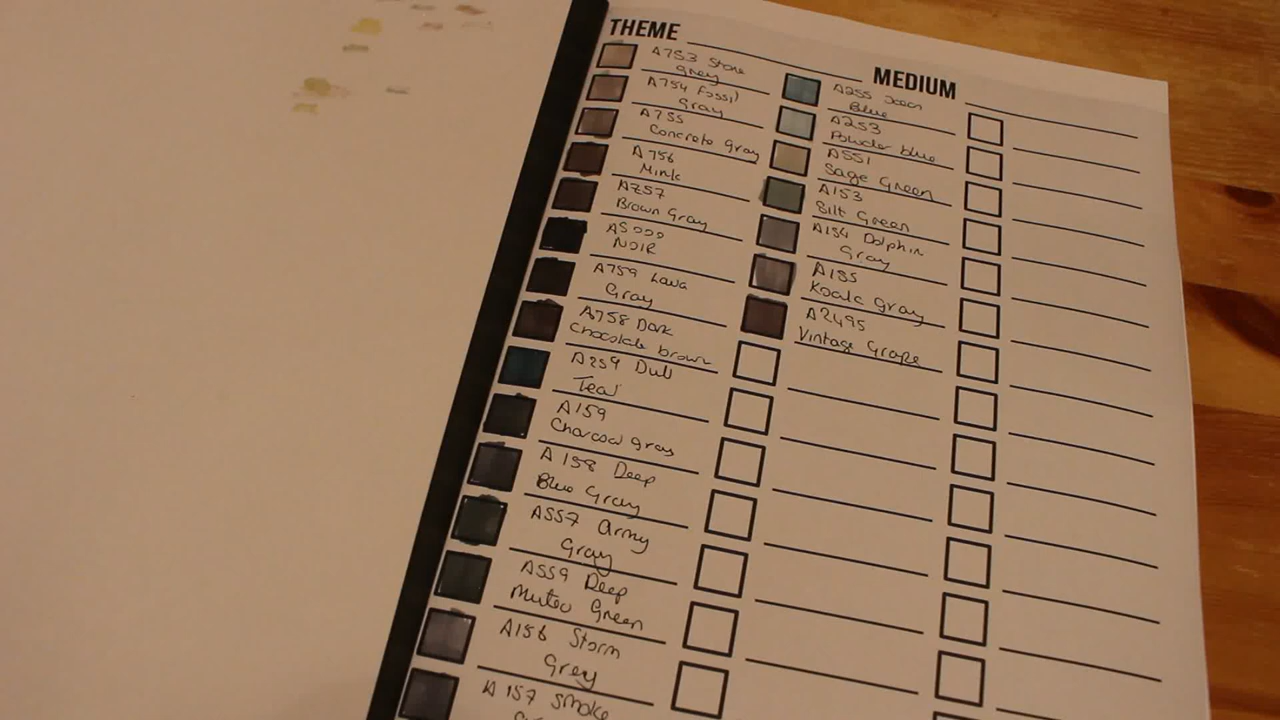 THEME
A753 Stone
Grey
A754 Fossil
Gray
A755
Concrete Gray
A756
Mink
A757
Brown Gray
A5000
NOIR
A759 Lava
Gray
A758 Dark
Chocolate brown
A259 Dull
Teal
A159
Charcoal Gray
A158 Deep
Blue Gray
A557 Army
Gray
A559 Deep
Muted Green
A156 Storm
Grey
A157 Smoke
MEDIUM
A255
Blue
A253
Powder blue
A551
Sage Green
A153
Silt Green
A154 Dolphin
Gray
A155
Koala Gray
A2495
Vintage Grape